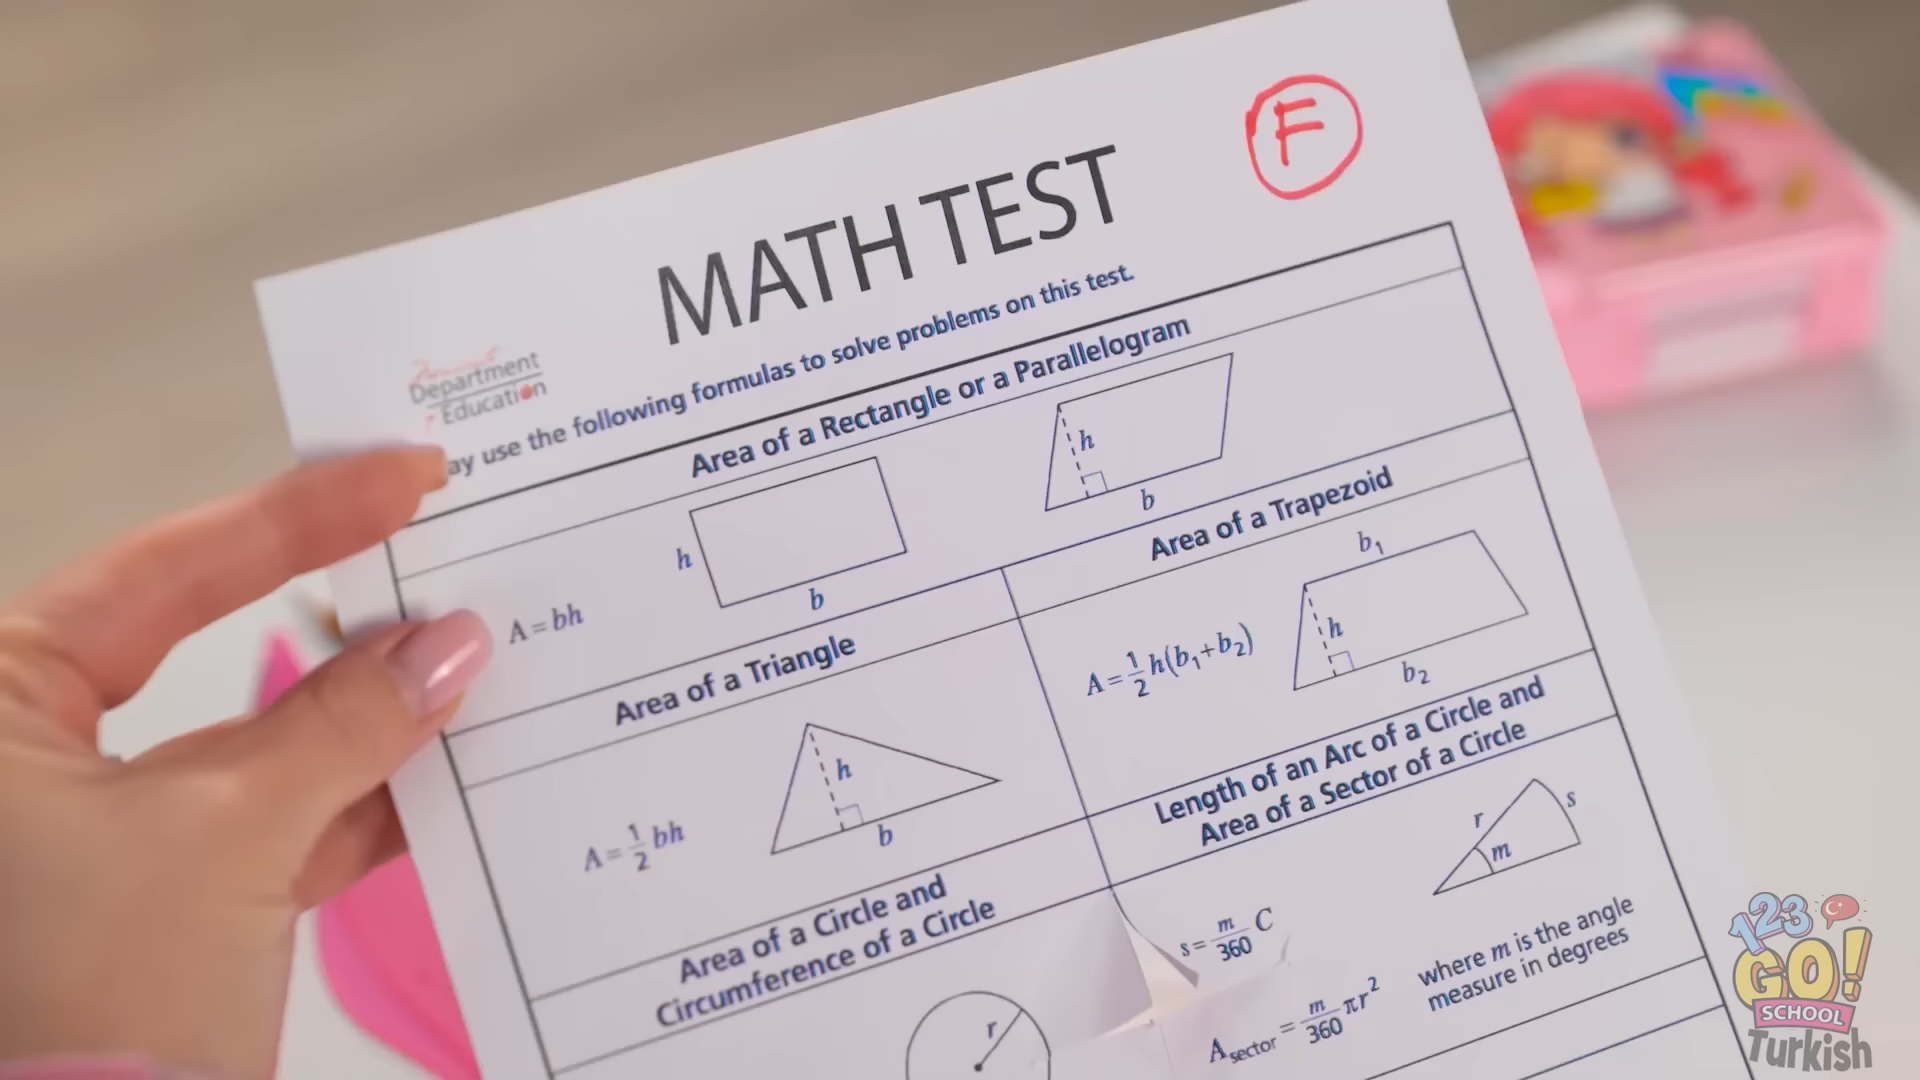 F
MATH TEST
Department
Education
ay use the following formulas to solve problems on this test.
Area of a Rectangle or a Parallelogram
A = bh
h
b
h
b
Area of a Triangle
A = 1/2 bh
h
b
Area of a Trapezoid
A = 1/2 h(b₁+b₂)
b₁
h
b₂
Area of a Circle and
Circumference of a Circle
r
Length of an Arc of a Circle and
Area of a Sector of a Circle
s = m/360 C
r
s
m
A sector = m/360 πr²
where m is the angle
measure in degrees
123
GO!
SCHOOL
Turkish